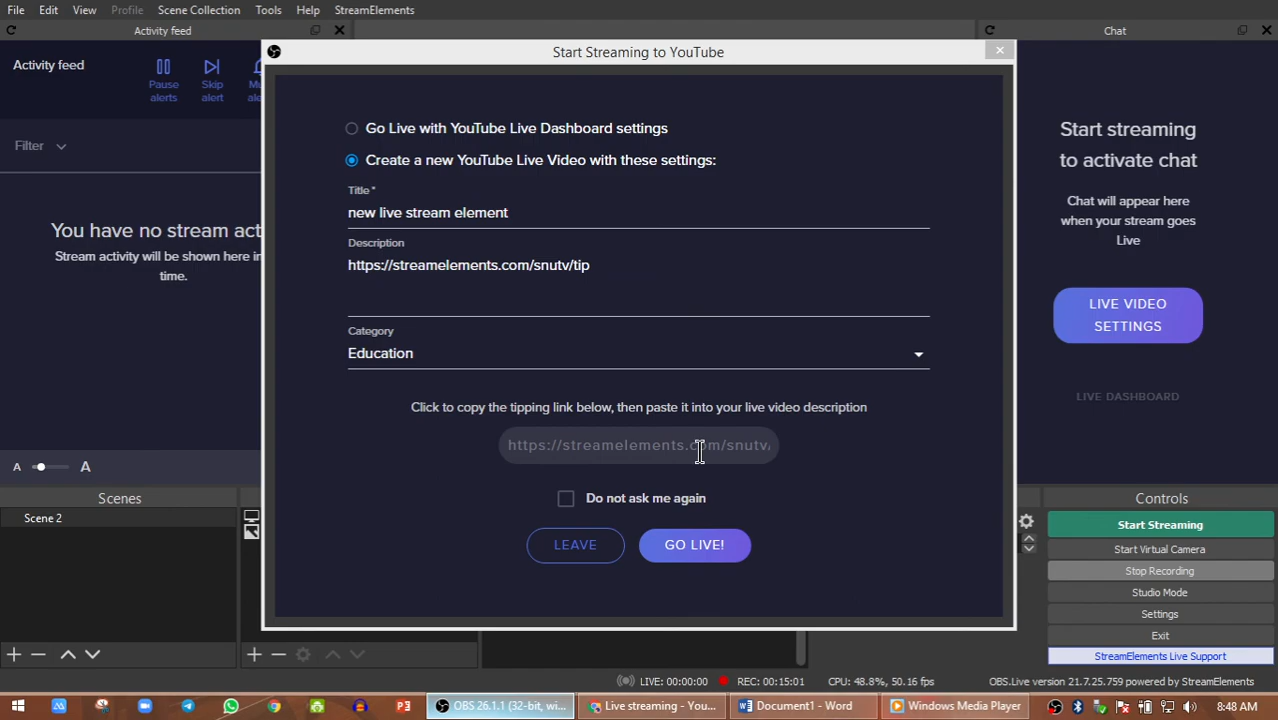 File Edit View Profile Scene Collection Tools Help StreamElements
Activity feed
Activity feed
Pause alerts
Skip alert
Filter
You have no stream act
Stream activity will be shown here in
time.
Start Streaming to YouTube
Go Live with YouTube Live Dashboard settings
Create a new YouTube Live Video with these settings:
Title *
new live stream element
Description
https://streamelements.com/snutv/tip
Category
Education
Click to copy the tipping link below, then paste it into your live video description
https://streamelements.com/snutv/
Do not ask me again
LEAVE
GO LIVE!
Chat
Start streaming
to activate chat
Chat will appear here
when your stream goes
Live
LIVE VIDEO
SETTINGS
LIVE DASHBOARD
A A
Scenes
Scene 2
Controls
Start Streaming
Start Virtual Camera
Stop Recording
Studio Mode
Settings
Exit
StreamElements Live Support
LIVE: 00:00:00 REC: 00:15:01 CPU: 48.8%, 50.16 fps OBS.Live version 21.7.25.759 powered by StreamElements
OBS 26.1.1 (32-bit, wi... Live streaming - You... Document1 - Word Windows Media Player 8:48 AM